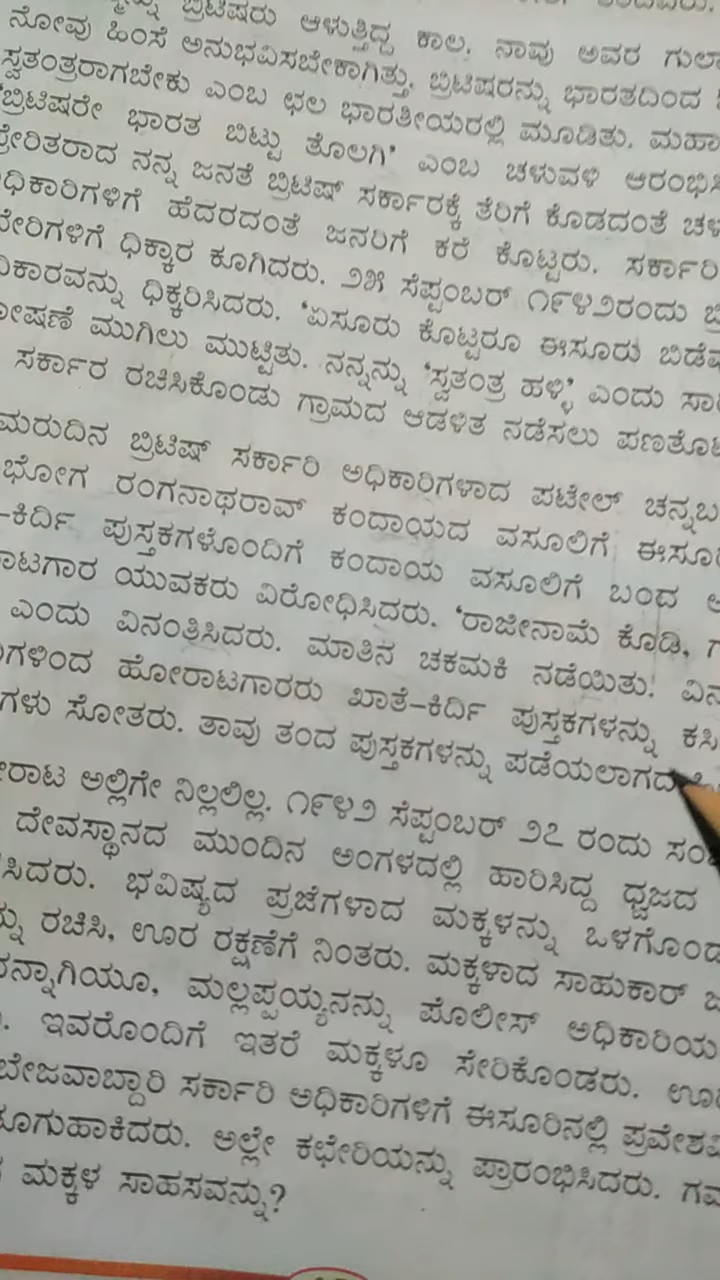 ಬ್ರಿಟಿಷರು ಆಳುತ್ತಿದ್ದ ಕಾಲ. ನಾವು ಅವರ
ನೋವು ಹಿಂಸೆ ಅನುಭವಿಸಬೇಕಾಗಿತ್ತು. ಬ್ರಿಟಿಷರನ್ನು ಭಾರತದಿಂದ
ಸ್ವತಂತ್ರರಾಗಬೇಕು ಎಂಬ ಛಲ ಭಾರತೀಯರಲ್ಲಿ ಮೂಡಿತು. ಮಹಾ
'ಬ್ರಿಟಿಷರೇ ಭಾರತ ಬಿಟ್ಟು ತೊಲಗಿ' ಎಂಬ ಚಳುವಳಿ ಆರಂಭಿ
ರೇರಿತರಾದ ನನ್ನ ಜನತೆ ಬ್ರಿಟಿಷ್ ಸರ್ಕಾರಕ್ಕೆ ತೆರಿಗೆ ಕೊಡದಂತೆ ಚಳ
ಧಿಕಾರಿಗಳಿಗೆ ಹೆದರದಂತೆ ಜನರಿಗೆ ಕರೆ ಕೊಟ್ಟರು. ಸರ್ಕಾರಿ
ೇರಿಗಳಿಗೆ ಧಿಕ್ಕಾರ ಕೂಗಿದರು. ೨೫ ಸೆಪ್ಟಂಬರ್ ೧೯೪೨ರಂದು
ಿಕಾರವನ್ನು ಧಿಕ್ಕರಿಸಿದರು. 'ಏಸೂರು ಕೊಟ್ಟರೂ ಈಸೂರು ಬಿಡೆವು
ೋಷಣೆ ಮುಗಿಲು ಮುಟ್ಟಿತು. ನನ್ನನ್ನು 'ಸ್ವತಂತ್ರ ಹಳ್ಳಿ' ಎಂದು ಸಾ
ಸರ್ಕಾರ ರಚಿಸಿಕೊಂಡು ಗ್ರಾಮದ ಆಡಳಿತ ನಡೆಸಲು ಪಣತೊ
ಮರುದಿನ ಬ್ರಿಟಿಷ್ ಸರ್ಕಾರಿ ಅಧಿಕಾರಿಗಳಾದ ಪಟೇಲ್ ಚನ್ನಬ
ಭೋಗ ರಂಗನಾಥರಾವ್ ಕಂದಾಯದ ವಸೂಲಿಗೆ ಈಸೂ
–ಕಿರ್ದಿ ಪುಸ್ತಕಗಳೊಂದಿಗೆ ಕಂದಾಯ ವಸೂಲಿಗೆ ಬಂದ
ಾಟಗಾರ ಯುವಕರು ವಿರೋಧಿಸಿದರು. 'ರಾಜೀನಾಮೆ ಕೊಡಿ,
ಎಂದು ವಿನಂತಿಸಿದರು. ಮಾತಿನ ಚಕಮಕಿ ನಡೆಯಿತು. ವಿನ
ಗಳಿಂದ ಹೋರಾಟಗಾರರು ಖಾತೆ–ಕಿರ್ದಿ ಪುಸ್ತಕಗಳನ್ನು ಕಸಿ
ಗಳು ಸೋತರು. ತಾವು ತಂದ ಪುಸ್ತಕಗಳನ್ನು ಪಡೆಯಲಾಗದ
ೋರಾಟ ಅಲ್ಲಿಗೇ ನಿಲ್ಲಲಿಲ್ಲ. ೧೯೪೨ ಸೆಪ್ಟಂಬರ್ ೨೭ ರಂದು ಸಂ
ದೇವಸ್ಥಾನದ ಮುಂದಿನ ಅಂಗಳದಲ್ಲಿ ಹಾರಿಸಿದ್ದ ಧ್ವಜದ
ಸಿದರು. ಭವಿಷ್ಯದ ಪ್ರಜೆಗಳಾದ ಮಕ್ಕಳನ್ನು ಒಳಗೊಂಡ
ನ್ನು ರಚಿಸಿ, ಊರ ರಕ್ಷಣೆಗೆ ನಿಂತರು. ಮಕ್ಕಳಾದ ಸಾಹುಕಾರ್
ರನ್ನಾಗಿಯೂ, ಮಲ್ಲಪ್ಪಯ್ಯನನ್ನು ಪೊಲೀಸ್ ಅಧಿಕಾರಿಯ
. ಇವರೊಂದಿಗೆ ಇತರೆ ಮಕ್ಕಳೂ ಸೇರಿಕೊಂಡರು. ಊ
ಬೇಜವಾಬ್ದಾರಿ ಸರ್ಕಾರಿ ಅಧಿಕಾರಿಗಳಿಗೆ ಈಸೂರಿನಲ್ಲಿ ಪ್ರವೇಶ
ಕೂಗುಹಾಕಿದರು. ಅಲ್ಲೇ ಕಛೇರಿಯನ್ನು ಪ್ರಾರಂಭಿಸಿದರು. ಗಮ
ಮಕ್ಕಳ ಸಾಹಸವನ್ನು?